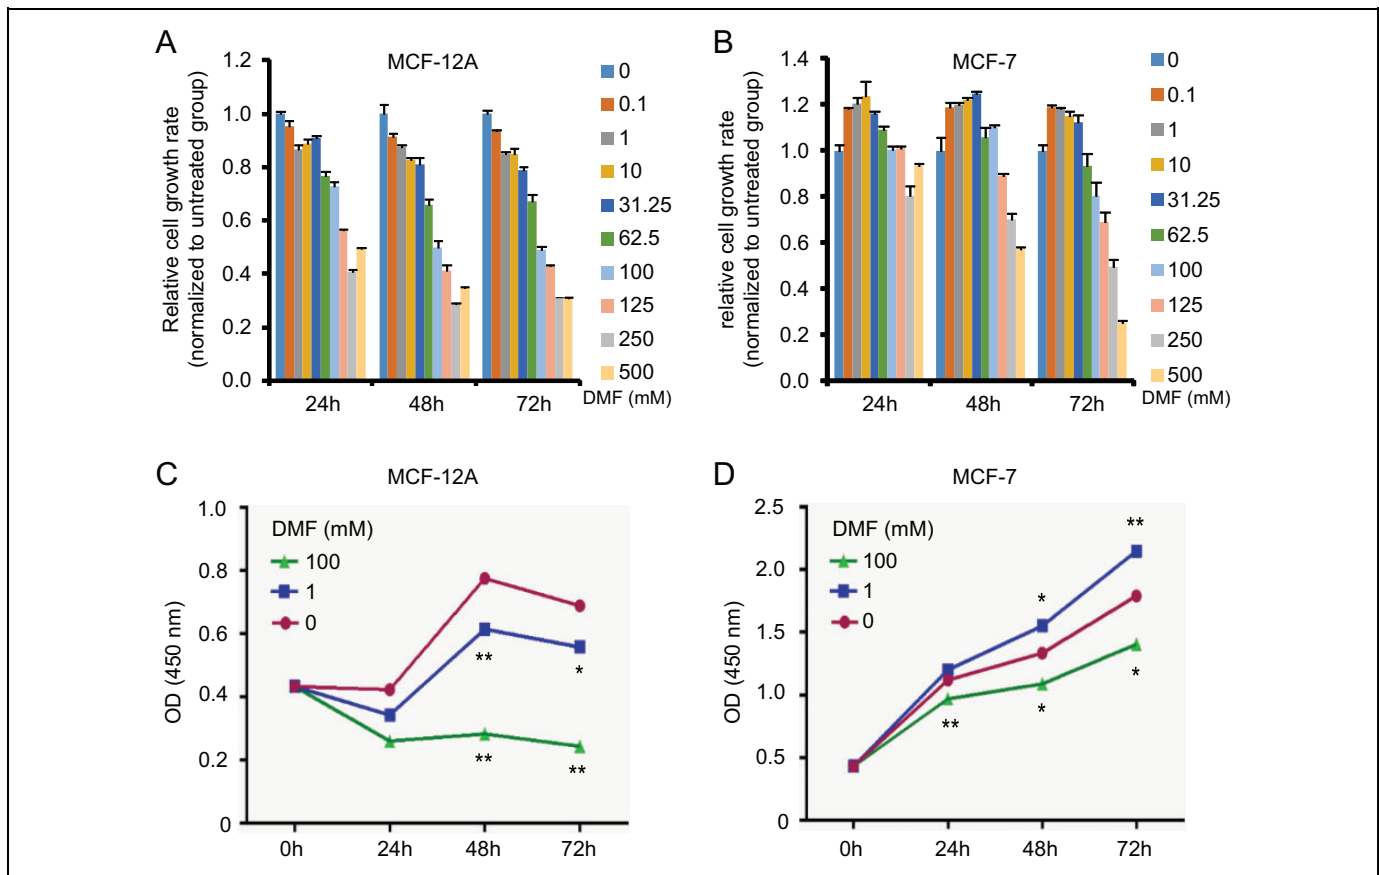 A
MCF-12A
Relative cell growth rate
(normalized to untreated group)
1.2
1.0
0.8
0.6
0.4
0.2
0.0
24h
48h
72h
0
0.1
1
10
31.25
62.5
100
125
250
500
DMF (mM)
B
MCF-7
relative cell growth rate
(normalized to untreated group)
1.4
1.2
1.0
0.8
0.6
0.4
0.2
0.0
24h
48h
72h
0
0.1
1
10
31.25
62.5
100
125
250
500
DMF (mM)
C
MCF-12A
OD (450 nm)
1.0
0.8
0.6
0.4
0.2
0
DMF (mM)
100
1
0
**
*
**
**
0h
24h
48h
72h
D
MCF-7
OD (450 nm)
2.5
2.0
1.5
1.0
0.5
0
DMF (mM)
100
1
0
**
*
*
**
*
0h
24h
48h
72h